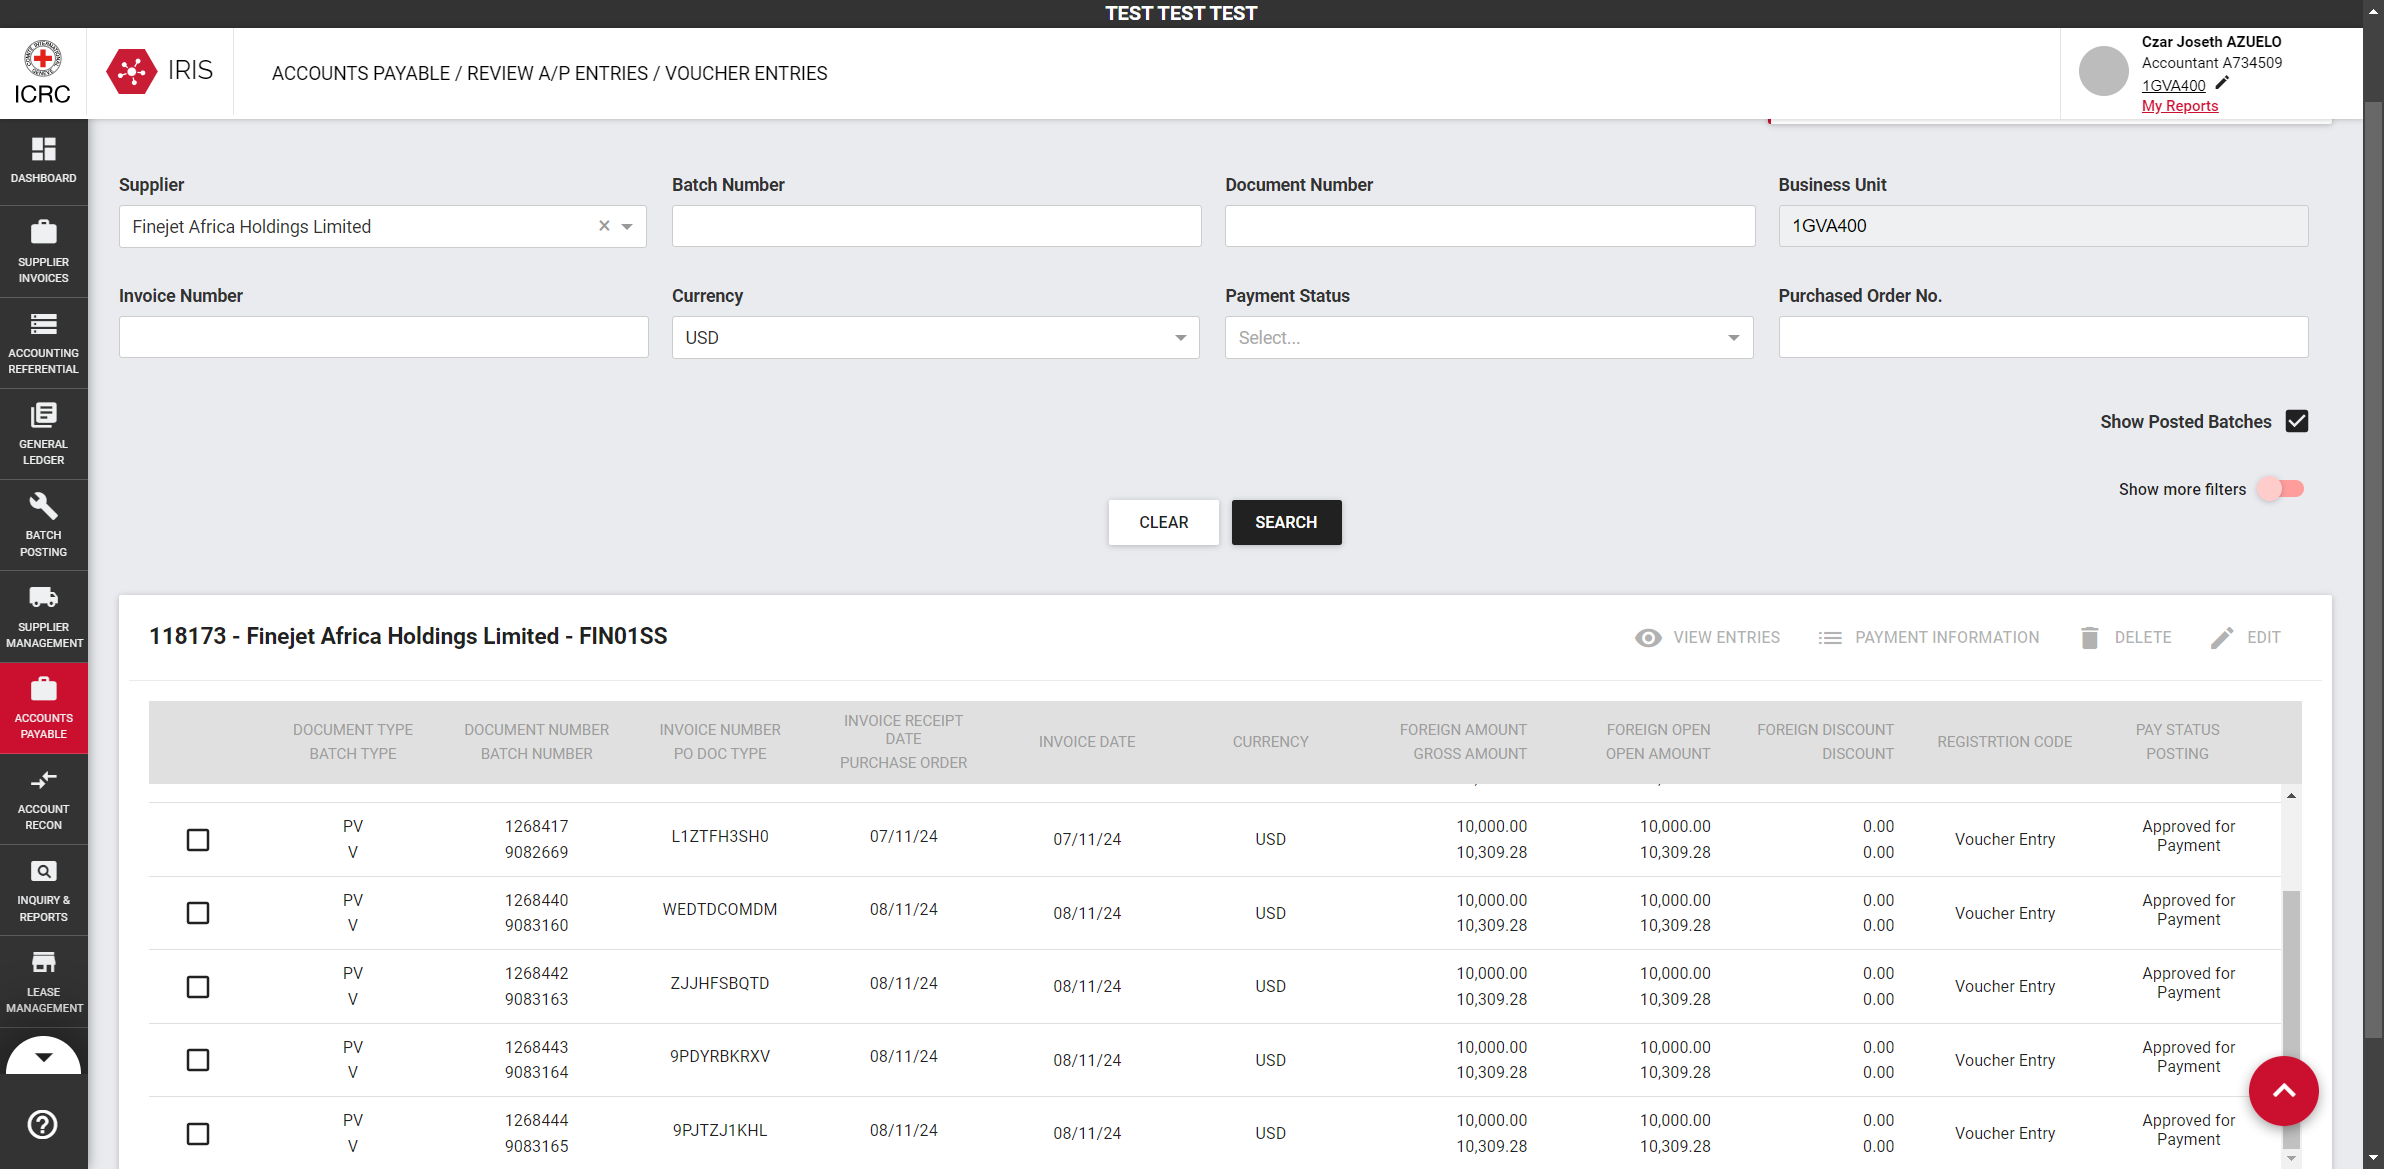 TEST TEST TEST
ICRC
IRIS
ACCOUNTS PAYABLE / REVIEW A/P ENTRIES / VOUCHER ENTRIES
Czar Joseth AZUELO
Accountant A734509
1GVA400
My Reports
DASHBOARD
SUPPLIER
INVOICES
ACCOUNTING
REFERENTIAL
GENERAL
LEDGER
BATCH
POSTING
SUPPLIER
MANAGEMENT
ACCOUNTS
PAYABLE
ACCOUNT
RECON
INQUIRY &
REPORTS
LEASE
MANAGEMENT
Supplier
Batch Number
Document Number
Business Unit
Finejet Africa Holdings Limited
1GVA400
Invoice Number
Currency
Payment Status
Purchased Order No.
USD
Select...
Show Posted Batches
Show more filters
CLEAR
SEARCH
118173 - Finejet Africa Holdings Limited - FIN01SS
VIEW ENTRIES
PAYMENT INFORMATION
DELETE
EDIT
DOCUMENT TYPE
BATCH TYPE
DOCUMENT NUMBER
BATCH NUMBER
INVOICE NUMBER
PO DOC TYPE
INVOICE RECEIPT
DATE
PURCHASE ORDER
INVOICE DATE
CURRENCY
FOREIGN AMOUNT
GROSS AMOUNT
FOREIGN OPEN
OPEN AMOUNT
FOREIGN DISCOUNT
DISCOUNT
REGISTRTION CODE
PAY STATUS
POSTING
PV 1268417 L1ZTFH3SH0 07/11/24 07/11/24 USD 10,000.00 10,000.00 0.00 Voucher Entry Approved for
V 9082669 10,309.28 10,309.28 0.00 Payment
PV 1268440 WEDTDCOMDM 08/11/24 08/11/24 USD 10,000.00 10,000.00 0.00 Voucher Entry Approved for
V 9083160 10,309.28 10,309.28 0.00 Payment
PV 1268442 ZJJHFSBQTD 08/11/24 08/11/24 USD 10,000.00 10,000.00 0.00 Voucher Entry Approved for
V 9083163 10,309.28 10,309.28 0.00 Payment
PV 1268443 9PDYRBKRXV 08/11/24 08/11/24 USD 10,000.00 10,000.00 0.00 Voucher Entry Approved for
V 9083164 10,309.28 10,309.28 0.00 Payment
PV 1268444 9PJTZJ1KHL 08/11/24 08/11/24 USD 10,000.00 10,000.00 0.00 Voucher Entry Approved for
V 9083165 10,309.28 10,309.28 0.00 Payment